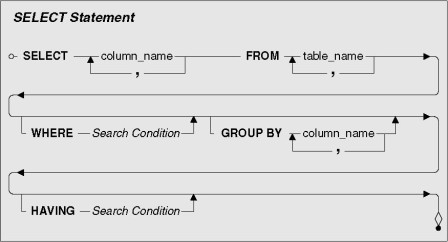 SELECT Statement
SELECT column_name FROM table_name
, ,
WHERE Search Condition GROUP BY column_name
,
HAVING Search Condition